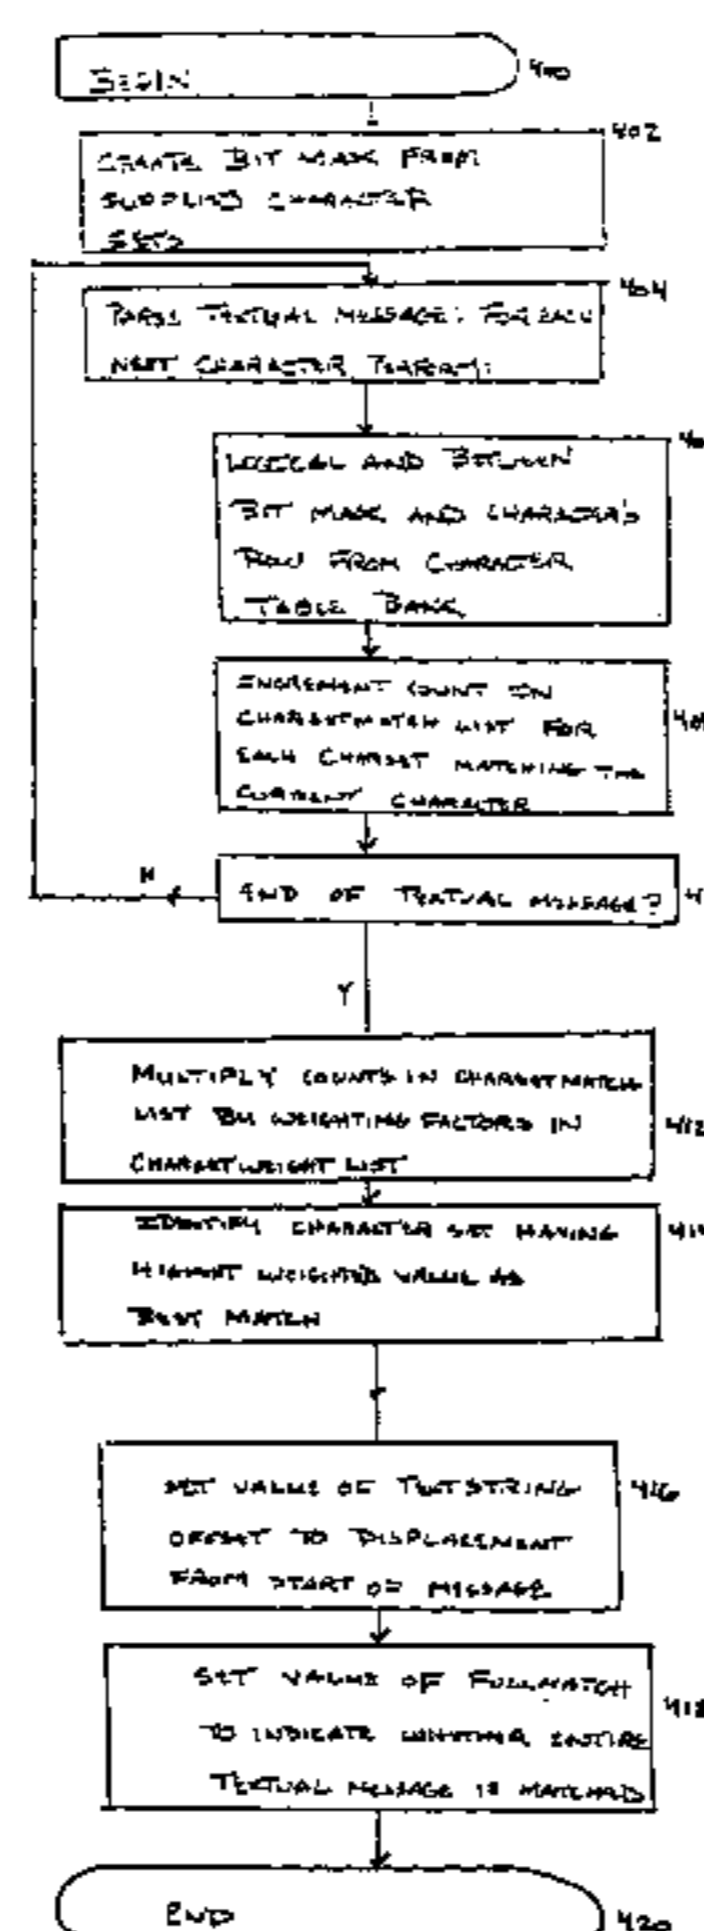 BEGIN
400
402
CREATE BIT MASK FROM
SUPPLIED CHARACTER
SETS
404
PARSE TEXTUAL MESSAGE: FOR EACH
NEXT CHARACTER PERFORM:
LOGICAL AND BETWEEN
BIT MASK AND CHARACTER'S
ROW FROM CHARACTER
TABLE BANK
INCREMENT COUNT IN
CHARSETMATCH LIST FOR
EACH CHARSET MATCHING THE
CURRENT CHARACTER
N
END OF TEXTUAL MESSAGE?
Y
MULTIPLY COUNTS IN CHARSETMATCH
LIST BY WEIGHTING FACTORS IN
CHARSETWEIGHT LIST
412
IDENTIFY CHARACTER SET HAVING
HIGHEST WEIGHTED VALUE AS
BEST MATCH
SET VALUE OF TEXTSTRING
416
OFFSET TO DISPLACEMENT
FROM START OF MESSAGE
SET VALUE OF FULLMATCH
418
TO INDICATE WHETHER ENTIRE
TEXTUAL MESSAGE IS MATCHED
END
420